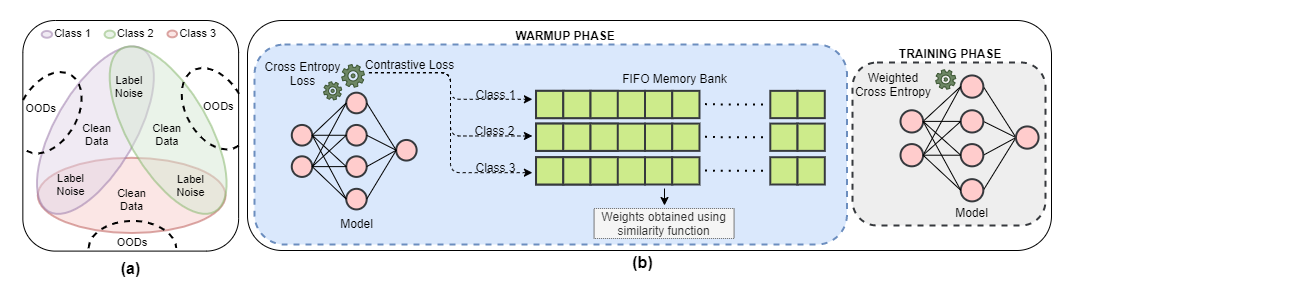 Class 1
Class 2
Class 3
OODs
Label
Noise
OODs
Clean
Data
Clean
Data
Label
Noise
Clean
Data
Label
Noise
OODs
(a)
WARMUP PHASE
Cross Entropy
Loss
Contrastive Loss
Model
Class 1
Class 2
Class 3
FIFO Memory Bank
Weights obtained using
similarity function
TRAINING PHASE
Weighted
Cross Entropy
Model
(b)